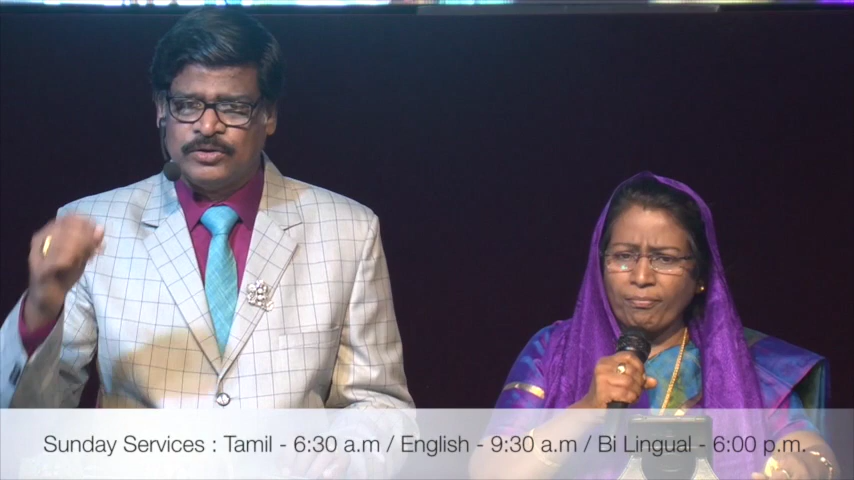 Sunday Services : Tamil - 6:30 a.m / English - 9:30 a.m / Bi Lingual - 6:00 p.m.